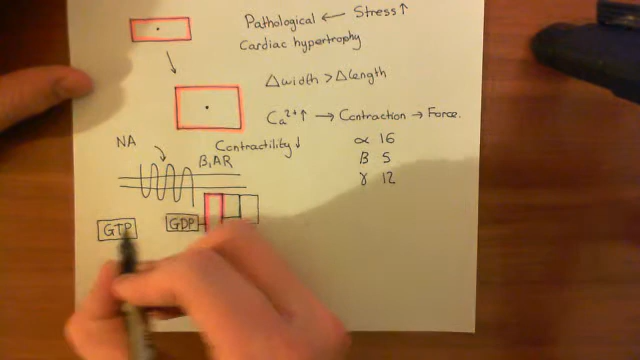 Pathological ← Stress↑
Cardiac hypertrophy
Δwidth > Δlength
Ca²⁺↑ → Contraction → Force.
Contractility↓
α 16
β 5
γ 12
NA
β₁AR
GTP
GDP